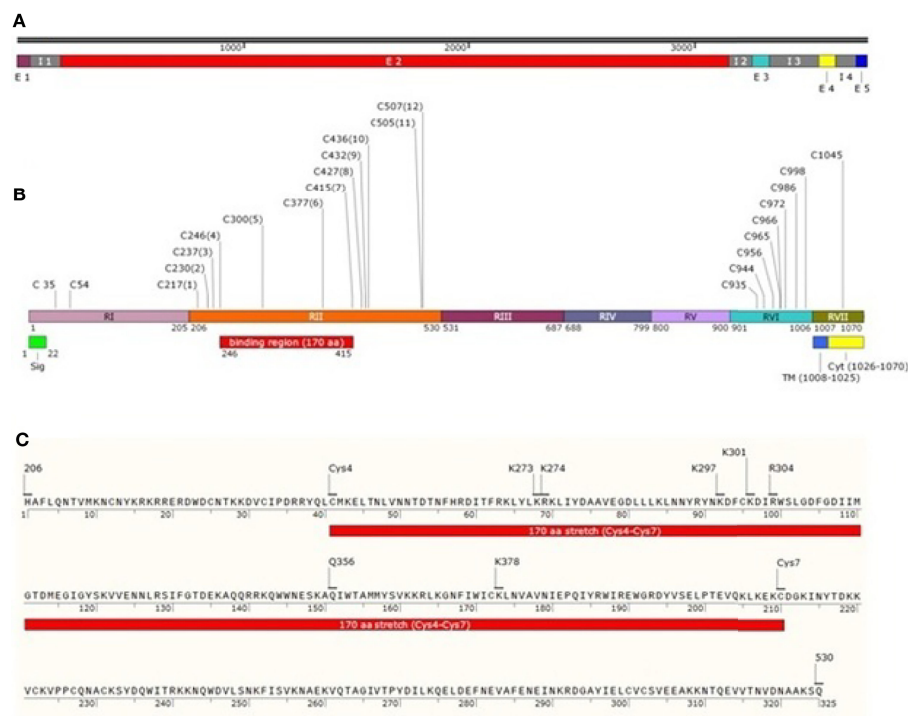 A
1000 2000 3000
I 1 E 2 I 2 I 3
E 1 E 3 E 4 I 4 E 5
B
C507(12)
C505(11)
C436(10)
C432(9)
C427(8)
C415(7)
C377(6)
C300(5)
C246(4)
C237(3)
C230(2)
C217(1)
C 35 C54
C1045
C998
C986
C972
C966
C965
C956
C944
C935
RI RII RIII RIV RV RVI RVII
1 205 206 530 531 687 688 799 800 900 901 1006 1007 1070
binding region (170 aa)
1 22 246 415
Sig Cyt (1026-1070)
TM (1008-1025)
C
K301
206 Cys4 K273 K274 K297 R304
HAFLQNTVMKNCNYKRKRRERDWDCNTKKDVCIPDRRYQLCMKELTNLVNNTDTNFHRDITFRKLYLKRKLIYDAAVEGDLLLKLNNYRYNKDFCKDIRWSLGDFGDIIM
1 10 20 30 40 50 60 70 80 90 100 110
170 aa stretch (Cys4-Cys7)
Q356 K378 Cys7
GTDMEGIGYSKVVENNLRSIFGTDEKAQQRRKQWWNESKAQIWTAMMYSVKKRLKGNFIWICKLNVAVNIEPQIYRWIREWGRDYVSELPTEVQKLKEKCDGKINYTDKK
120 130 140 150 160 170 180 190 200 210 220
170 aa stretch (Cys4-Cys7)
530
VCKVPPCQNACKSYDQWITRKKNQWDVLSNKFISVKNAEKVQTAGIVTPYDILKQELDEFNEVAFENEINKRDGAYIELCVCSVEEAKKNTQEVVTNVDNAAKSQ
230 240 250 260 270 280 290 300 310 320 325